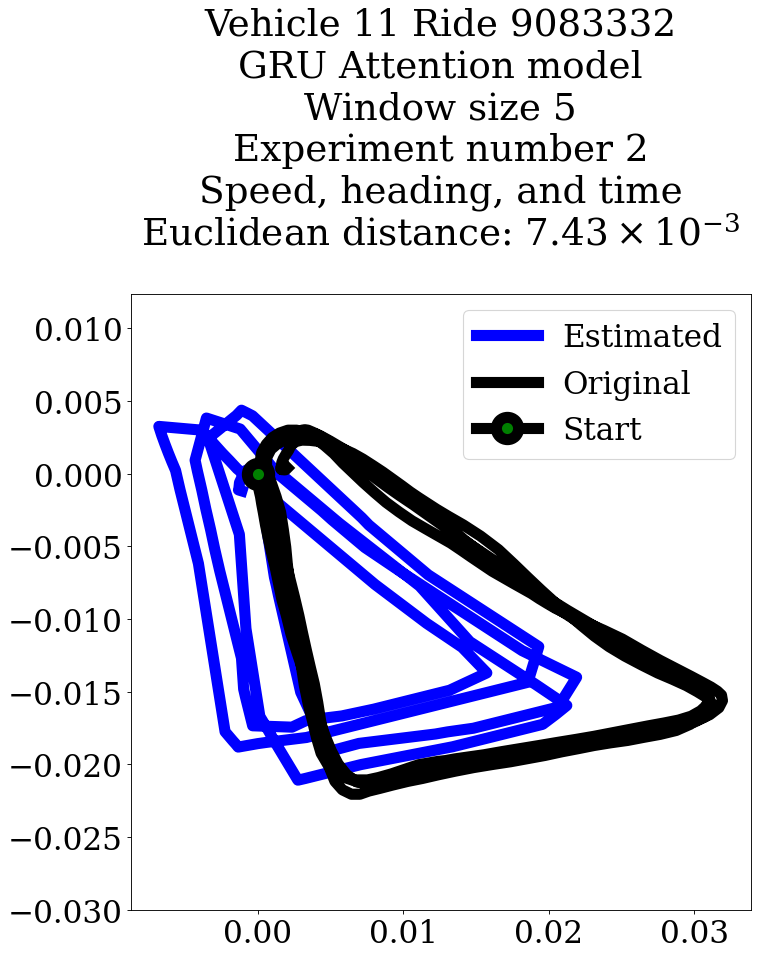 Vehicle 11 Ride 9083332
GRU Attention model
Window size 5
Experiment number 2
Speed, heading, and time
Euclidean distance: 7.43 × 10⁻³
Estimated
Original
Start
0.010
0.005
0.000
−0.005
−0.010
−0.015
−0.020
−0.025
−0.030
0.00 0.01 0.02 0.03